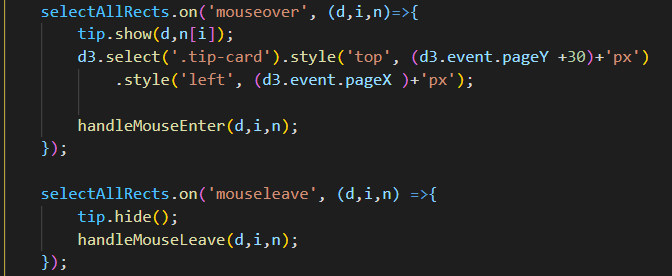 selectAllRects.on('mouseover', (d,i,n)=>{
tip.show(d,n[i]);
d3.select('.tip-card').style('top', (d3.event.pageY +30)+'px')
.style('left', (d3.event.pageX )+'px');
handleMouseEnter(d,i,n);
});
selectAllRects.on('mouseleave', (d,i,n) =>{
tip.hide();
handleMouseLeave(d,i,n);
});